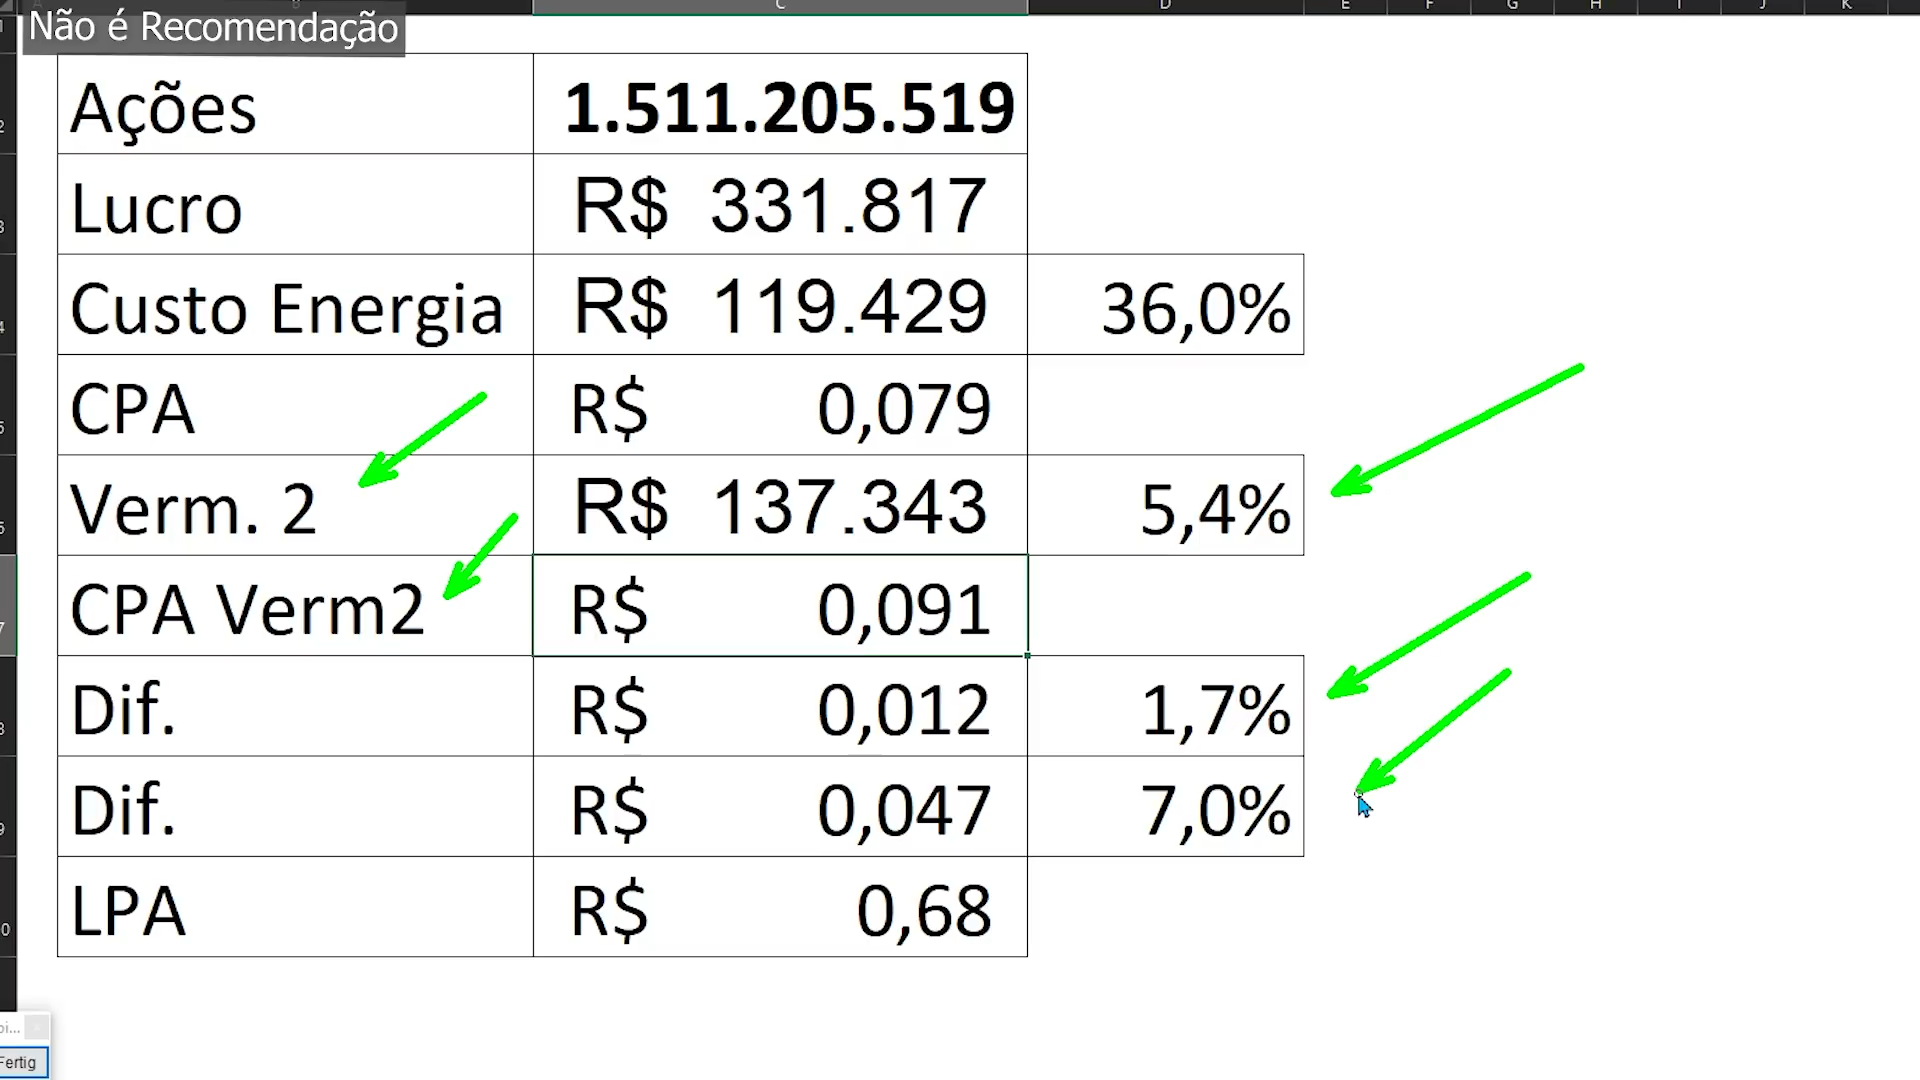 B C D E F G H I J K
Não é Recomendação
Ações 1.511.205.519
Lucro R$ 331.817
Custo Energia R$ 119.429 36,0%
CPA R$ 0,079
Verm. 2 R$ 137.343 5,4%
CPA Verm2 R$ 0,091
Dif. R$ 0,012 1,7%
Dif. R$ 0,047 7,0%
LPA R$ 0,68
Fertig